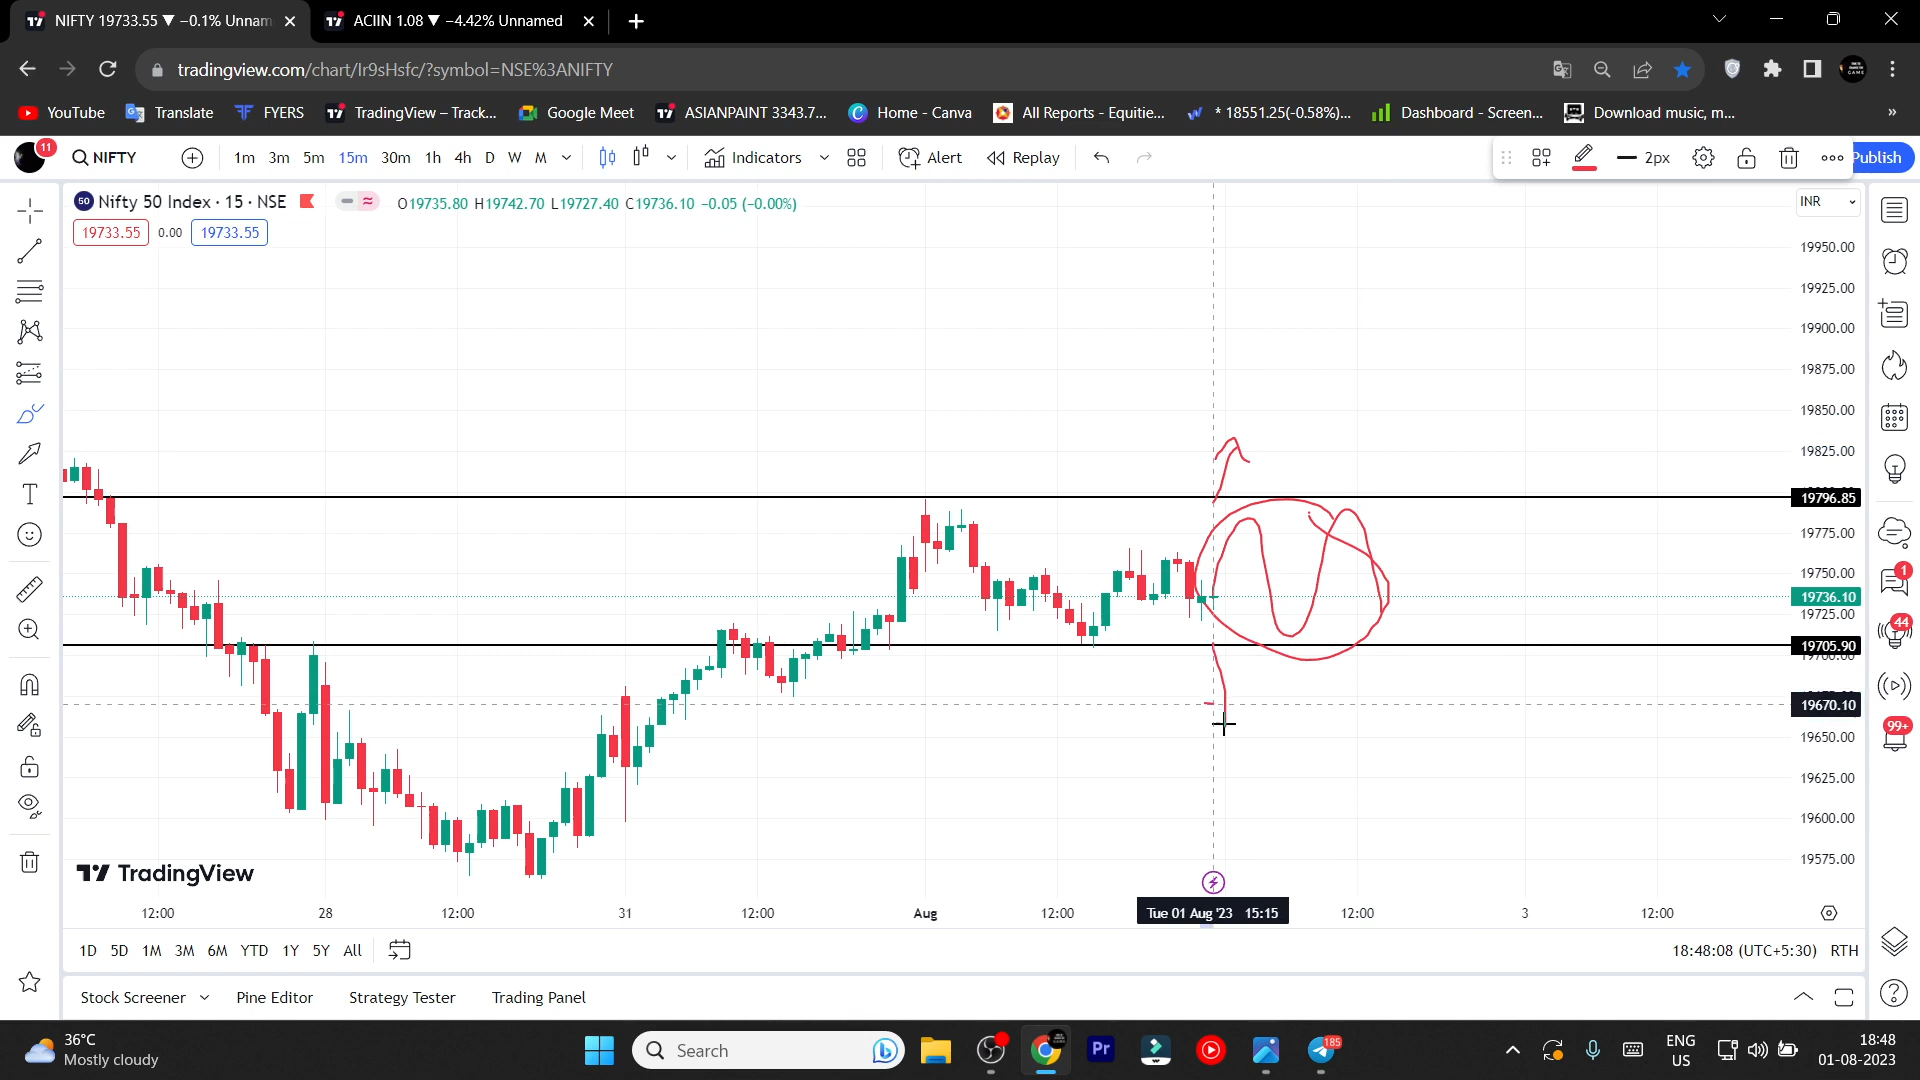 NIFTY 19733.55 ▼ −0.1% Unnam
ACIIN 1.08 ▼ −4.42% Unnamed
tradingview.com/chart/Ir9sHsfc/?symbol=NSE%3ANIFTY
YouTube Translate FYERS TradingView – Track... Google Meet ASIANPAINT 3343.7... Home - Canva All Reports - Equitie... * 18551.25(-0.58%)... Dashboard - Screen... Download music, m... »
11 NIFTY 1m 3m 5m 15m 30m 1h 4h D W M Indicators Alert Replay 2px Publish
50 Nifty 50 Index · 15 · NSE O19735.80 H19742.70 L19727.40 C19736.10 −0.05 (−0.00%) INR
19733.55 0.00 19733.55
19950.00
19925.00
19900.00
19875.00
19850.00
19825.00
19796.85
19775.00
19750.00
1
19736.10
19725.00
44
19705.90
19700.00
19670.10
99+
19650.00
19625.00
19600.00
19575.00
TradingView
12:00 28 12:00 31 12:00 Aug 12:00 Tue 01 Aug '23 15:15 12:00 3 12:00
1D 5D 1M 3M 6M YTD 1Y 5Y All 18:48:08 (UTC+5:30) RTH
Stock Screener Pine Editor Strategy Tester Trading Panel
36°C
Mostly cloudy
Search
Pr
185
ENG
US
18:48
01-08-2023